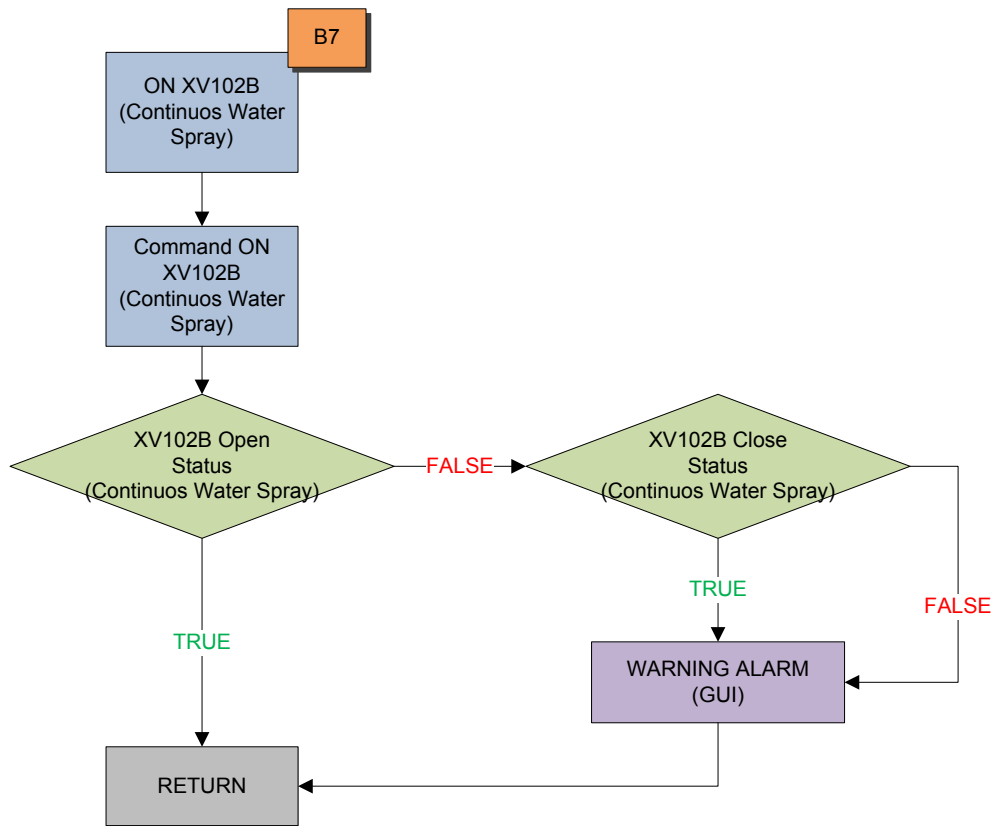 B7
ON XV102B
(Continuos Water
Spray)
Command ON
XV102B
(Continuos Water
Spray)
XV102B Open
Status
(Continuos Water Spray)
FALSE
XV102B Close
Status
(Continuos Water Spray)
TRUE
FALSE
TRUE
WARNING ALARM
(GUI)
RETURN